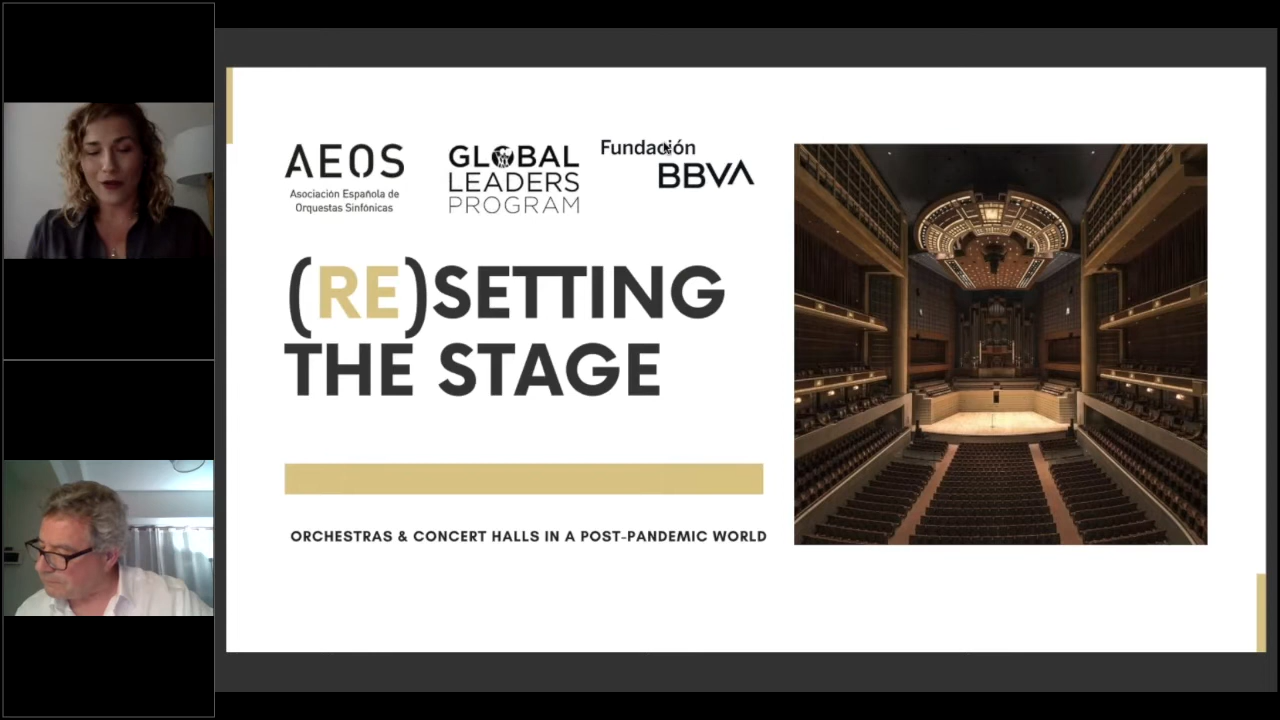 AEOS
Asociación Española de
Orquestas Sinfónicas
GLOBAL
LEADERS
PROGRAM
Fundación
BBVA
(RE)SETTING
THE STAGE
ORCHESTRAS & CONCERT HALLS IN A POST-PANDEMIC WORLD